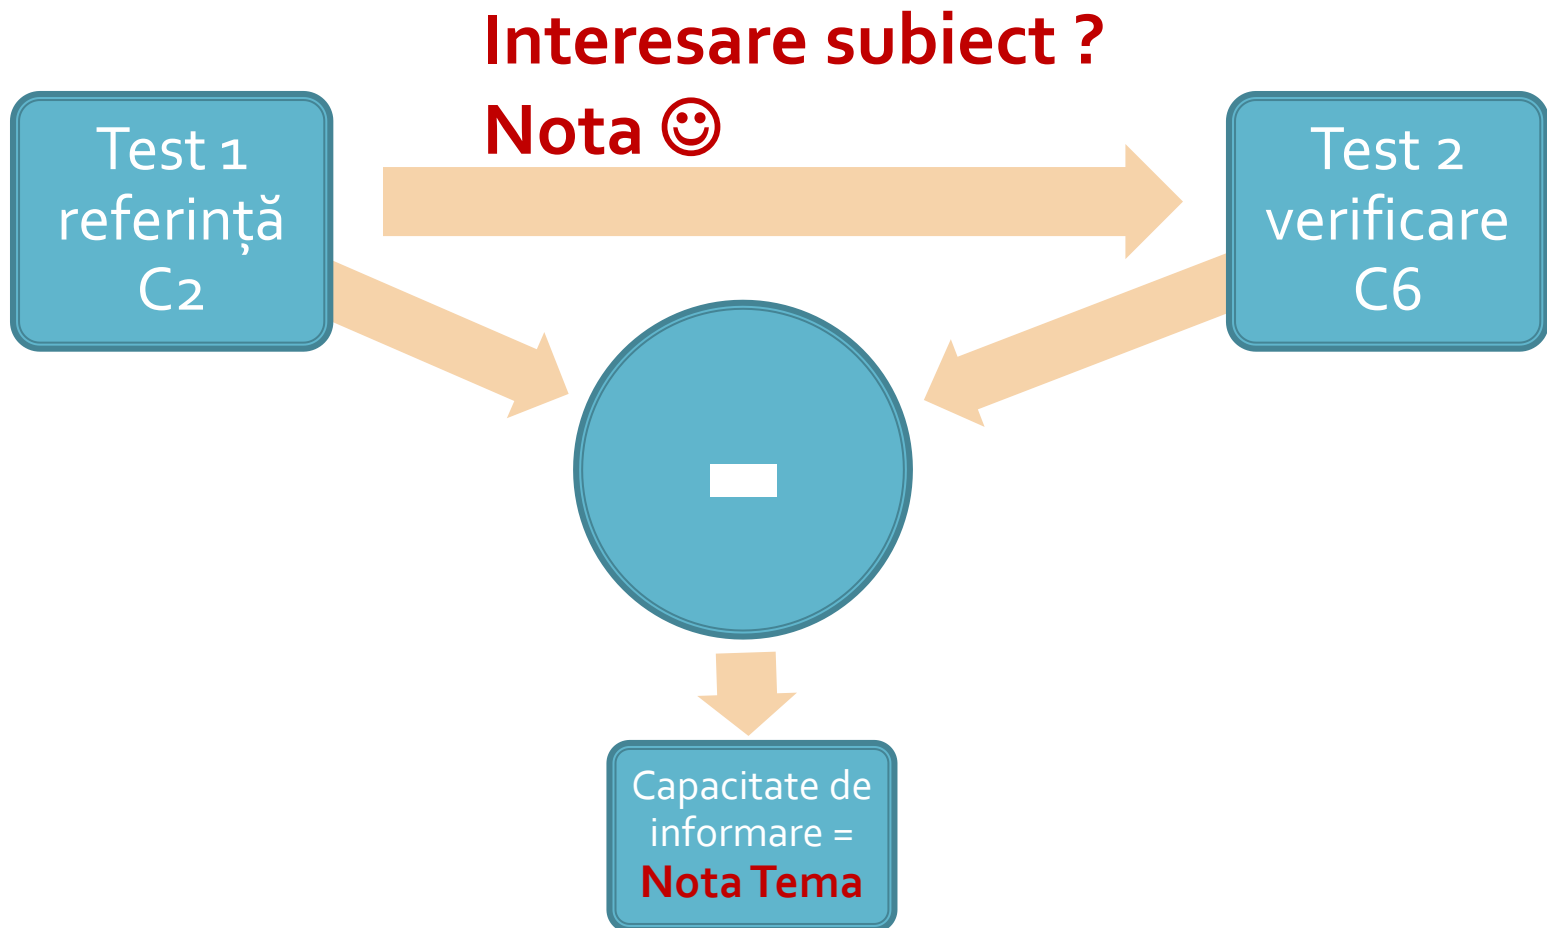 Interesare subiect ?
Nota ☺
Test 1
referință
C2
Test 2
verificare
C6
-
Capacitate de
informare =
Nota Tema